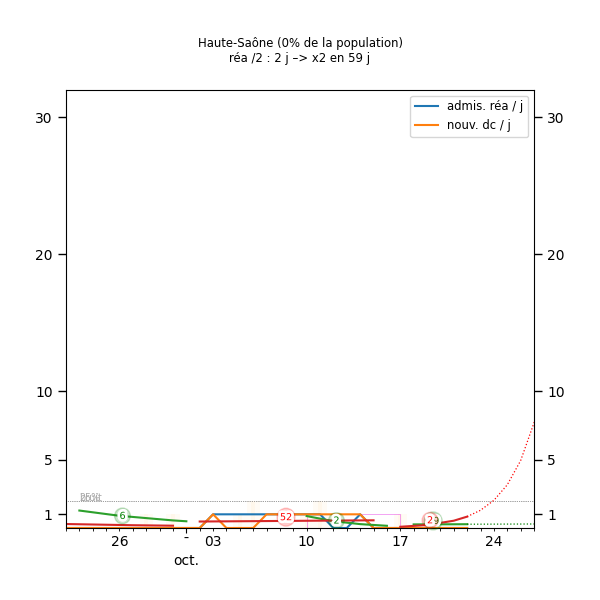 Haute-Saône (0% de la population)
réa /2 : 2 j –> x2 en 59 j
admis. réa / j
nouv. dc / j
30 30
20 20
10 10
5 5
1 1
6 52 2 2
26 - 03 10 17 24
oct.